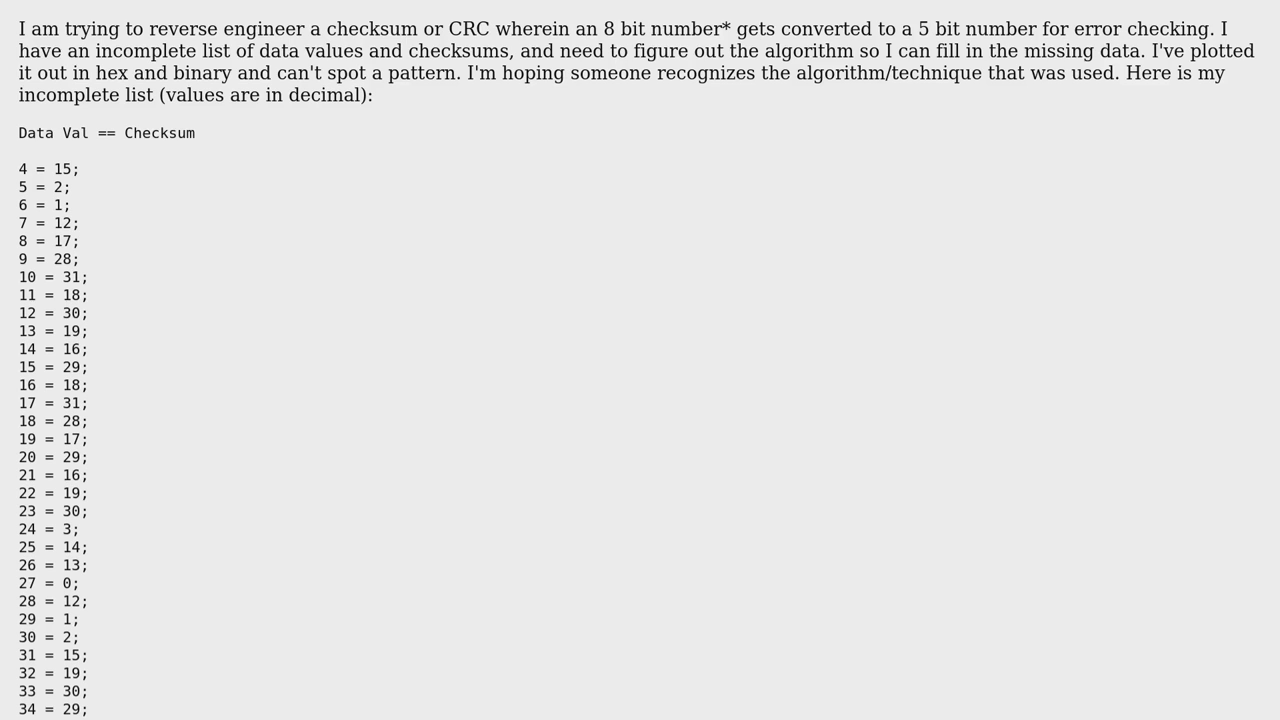 I am trying to reverse engineer a checksum or CRC wherein an 8 bit number* gets converted to a 5 bit number for error checking. I
have an incomplete list of data values and checksums, and need to figure out the algorithm so I can fill in the missing data. I've plotted
it out in hex and binary and can't spot a pattern. I'm hoping someone recognizes the algorithm/technique that was used. Here is my
incomplete list (values are in decimal):
Data Val == Checksum
4 = 15;
5 = 2;
6 = 1;
7 = 12;
8 = 17;
9 = 28;
10 = 31;
11 = 18;
12 = 30;
13 = 19;
14 = 16;
15 = 29;
16 = 18;
17 = 31;
18 = 28;
19 = 17;
20 = 29;
21 = 16;
22 = 19;
23 = 30;
24 = 3;
25 = 14;
26 = 13;
27 = 0;
28 = 12;
29 = 1;
30 = 2;
31 = 15;
32 = 19;
33 = 30;
34 = 29;